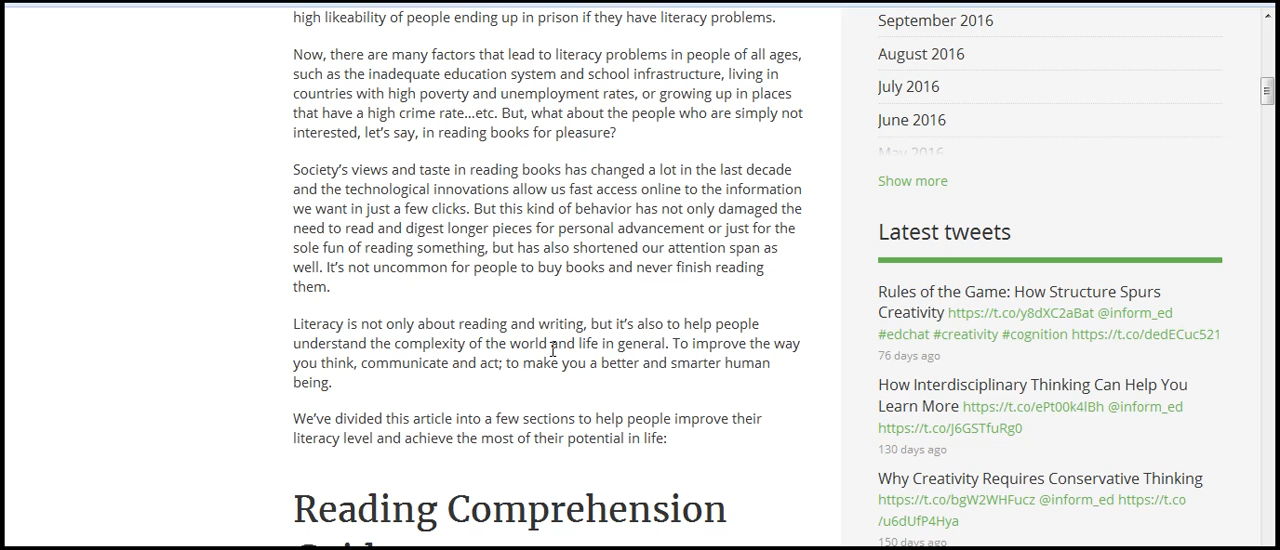 high likeability of people ending up in prison if they have literacy problems.
Now, there are many factors that lead to literacy problems in people of all ages,
such as the inadequate education system and school infrastructure, living in
countries with high poverty and unemployment rates, or growing up in places
that have a high crime rate...etc. But, what about the people who are simply not
interested, let’s say, in reading books for pleasure?
Society’s views and taste in reading books has changed a lot in the last decade
and the technological innovations allow us fast access online to the information
we want in just a few clicks. But this kind of behavior has not only damaged the
need to read and digest longer pieces for personal advancement or just for the
sole fun of reading something, but has also shortened our attention span as
well. It’s not uncommon for people to buy books and never finish reading
them.
Literacy is not only about reading and writing, but it’s also to help people
understand the complexity of the world and life in general. To improve the way
you think, communicate and act; to make you a better and smarter human
being.
We’ve divided this article into a few sections to help people improve their
literacy level and achieve the most of their potential in life:
Reading Comprehension
September 2016
August 2016
July 2016
June 2016
May 2016
Show more
Latest tweets
Rules of the Game: How Structure Spurs
Creativity https://t.co/y8dXC2aBat @inform_ed
#edchat #creativity #cognition https://t.co/dedECuc521
76 days ago
How Interdisciplinary Thinking Can Help You
Learn More https://t.co/ePt00k4lBh @inform_ed
https://t.co/J6GSTfuRg0
130 days ago
Why Creativity Requires Conservative Thinking
https://t.co/bgW2WHFucz @inform_ed https://t.co
/u6dUfP4Hya
150 days ago